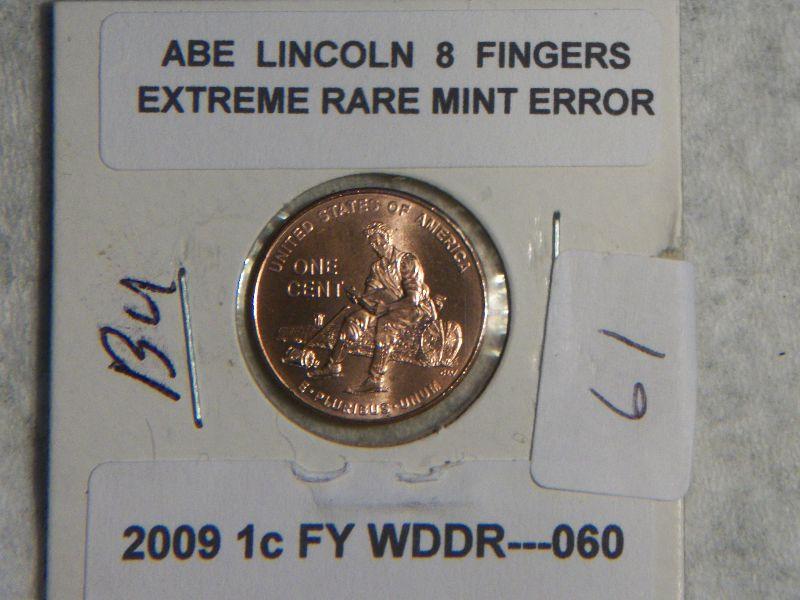 ABE LINCOLN 8 FINGERS
EXTREME RARE MINT ERROR
UNITED STATES OF AMERICA
ONE
CENT
E·PLURIBUS·UNUM
BU
61
2009 1c FY WDDR---060